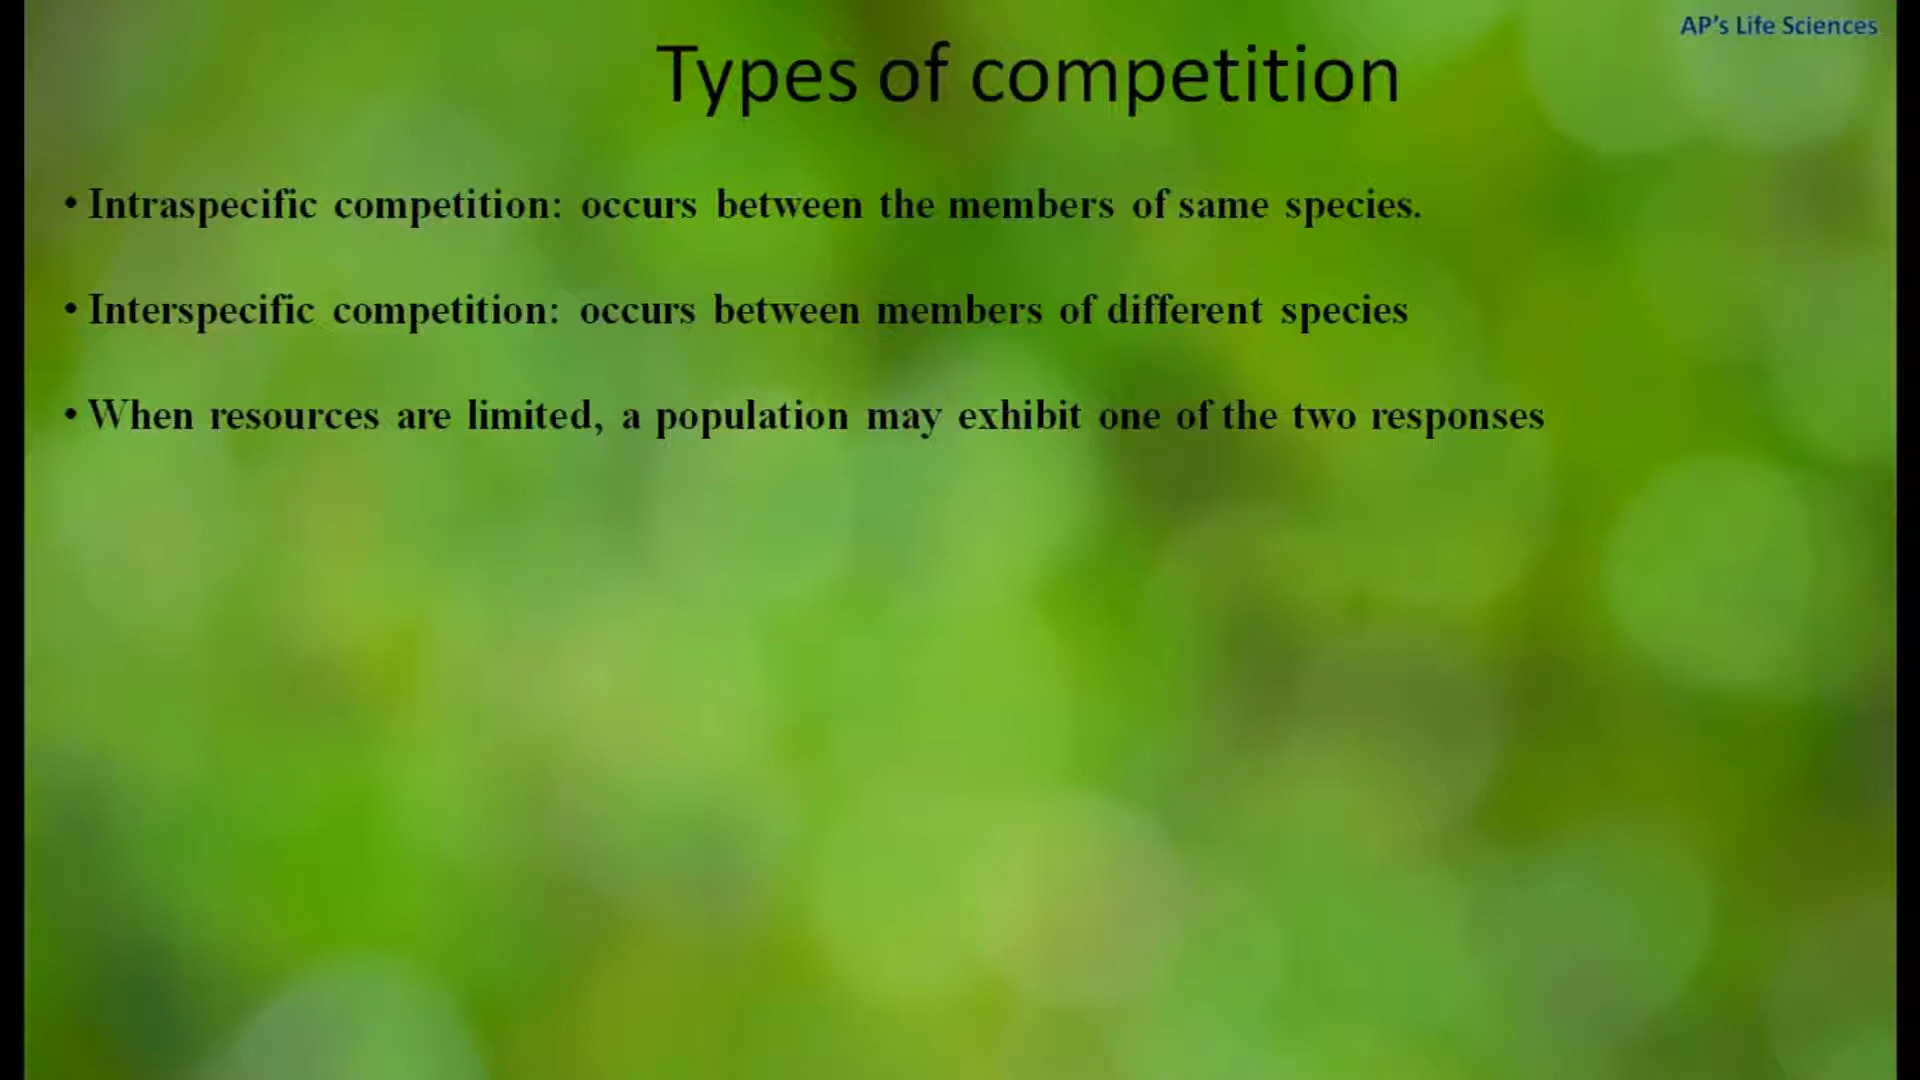 AP's Life Sciences
Types of competition
• Intraspecific competition: occurs between the members of same species.
• Interspecific competition: occurs between members of different species
• When resources are limited, a population may exhibit one of the two responses